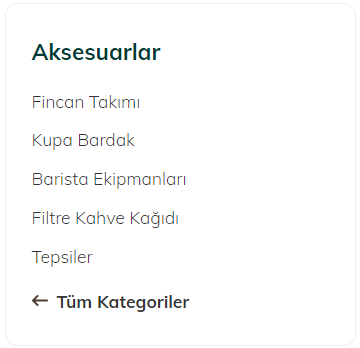 Aksesuarlar
Fincan Takımı
Kupa Bardak
Barista Ekipmanları
Filtre Kahve Kağıdı
Tepsiler
← Tüm Kategoriler